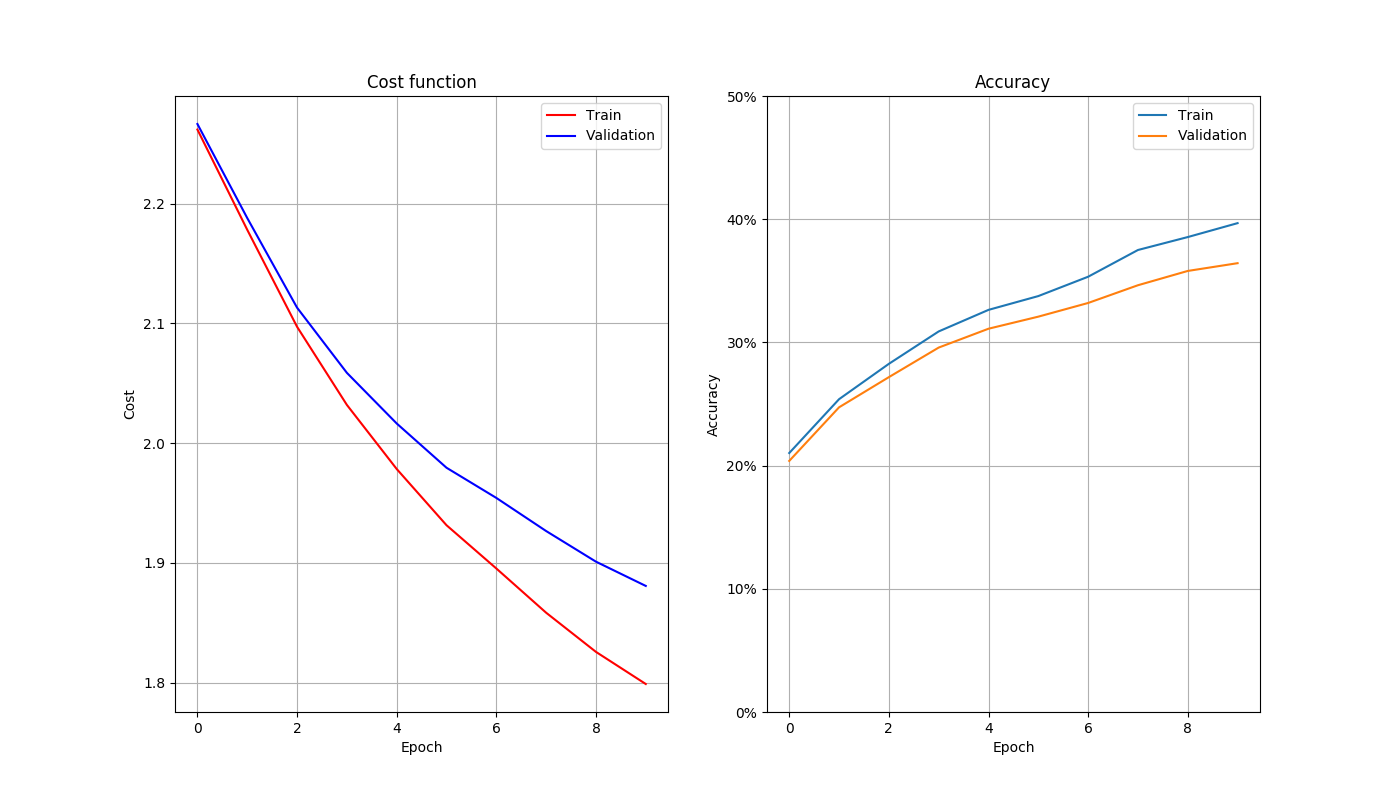 Cost function
Train
Validation
2.2
2.1
2.0
1.9
1.8
Cost
0 2 4 6 8
Epoch
Accuracy
Train
Validation
50%
40%
30%
20%
10%
0%
Accuracy
0 2 4 6 8
Epoch